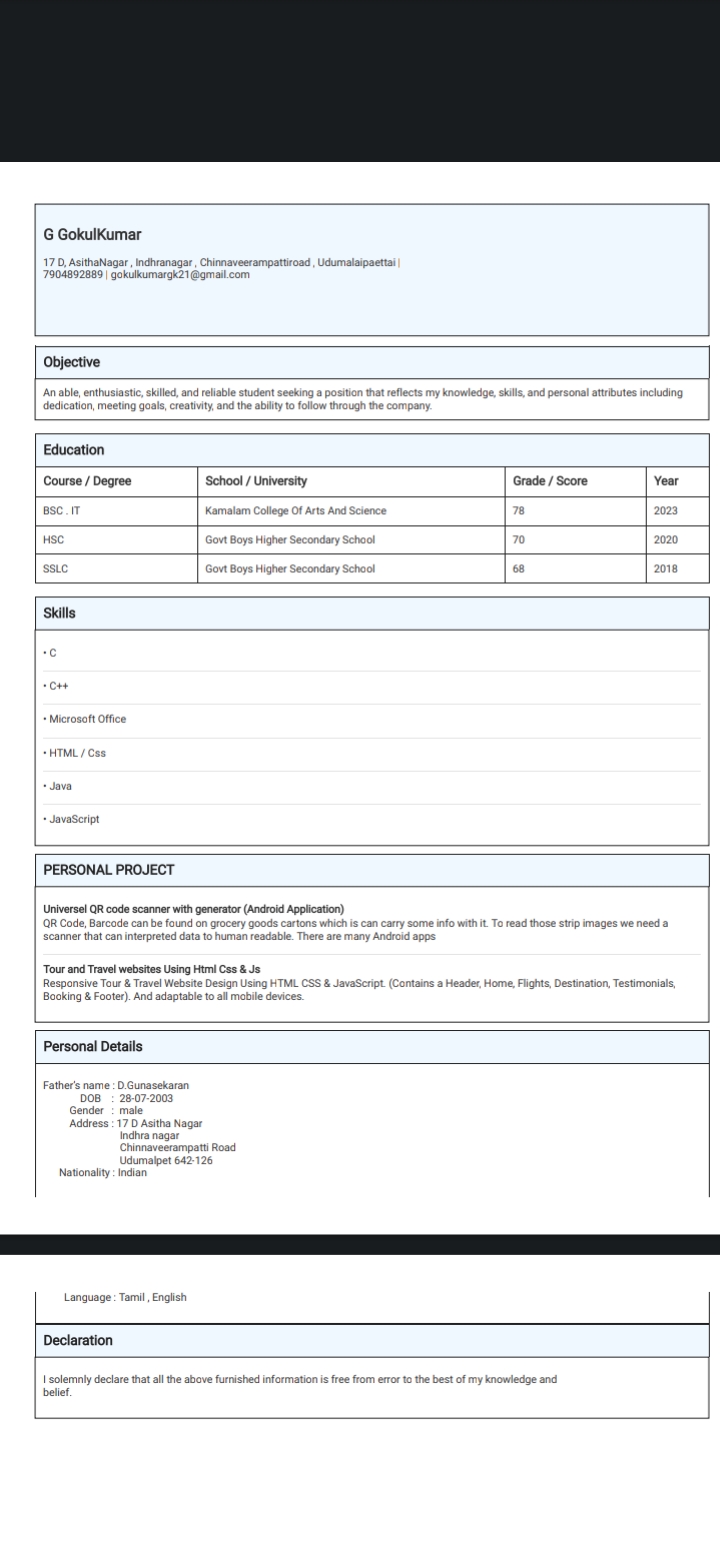 G GokulKumar
17 D, AsithaNagar , Indhranagar , Chinnaveerampattiroad , Udumalaipaettai |
7904892889 | gokulkumargk21@gmail.com
Objective
An able, enthusiastic, skilled, and reliable student seeking a position that reflects my knowledge, skills, and personal attributes including
dedication, meeting goals, creativity, and the ability to follow through the company.
Education
Course / Degree School / University Grade / Score Year
BSC . IT Kamalam College Of Arts And Science 78 2023
HSC Govt Boys Higher Secondary School 70 2020
SSLC Govt Boys Higher Secondary School 68 2018
Skills
• C
• C++
• Microsoft Office
• HTML / Css
• Java
• JavaScript
PERSONAL PROJECT
Universel QR code scanner with generator (Android Application)
QR Code, Barcode can be found on grocery goods cartons which is can carry some info with it. To read those strip images we need a
scanner that can interpreted data to human readable. There are many Android apps
Tour and Travel websites Using Html Css & Js
Responsive Tour & Travel Website Design Using HTML CSS & JavaScript. (Contains a Header, Home, Flights, Destination, Testimonials,
Booking & Footer). And adaptable to all mobile devices.
Personal Details
Father's name : D.Gunasekaran
DOB : 28-07-2003
Gender : male
Address : 17 D Asitha Nagar
Indhra nagar
Chinnaveerampatti Road
Udumalpet 642-126
Nationality : Indian
Language : Tamil , English
Declaration
I solemnly declare that all the above furnished information is free from error to the best of my knowledge and
belief.